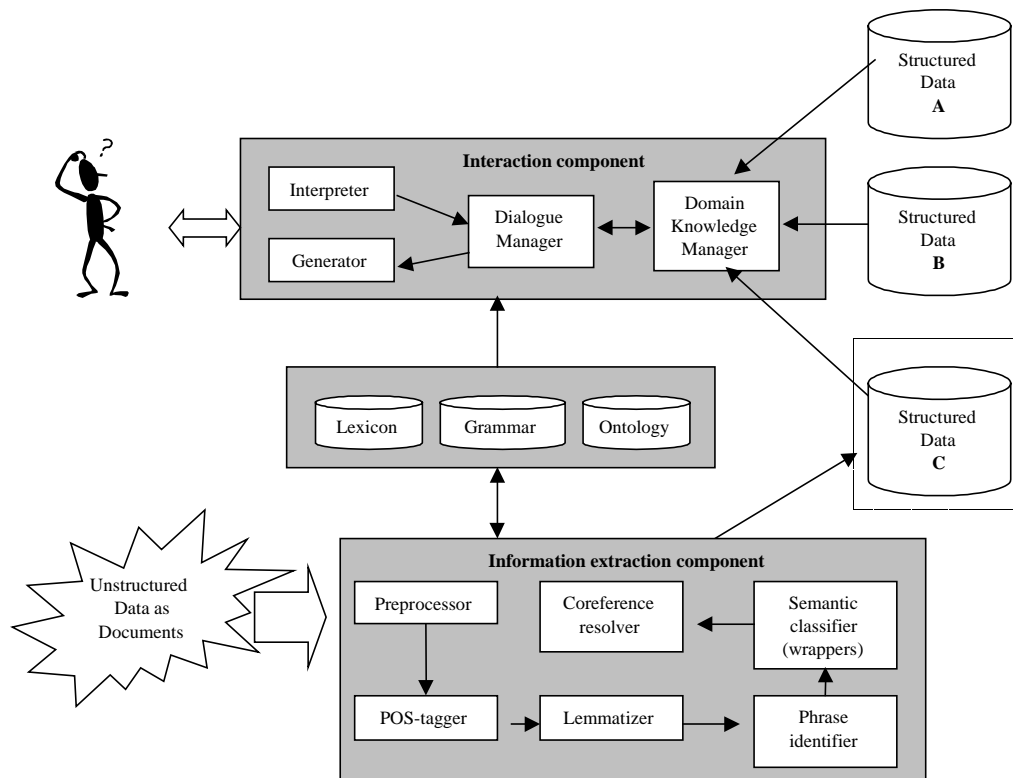 Structured
Data
A
?
Interaction component
Interpreter
Generator
Dialogue
Manager
Domain
Knowledge
Manager
Structured
Data
B
Lexicon
Grammar
Ontology
Structured
Data
C
Unstructured
Data as
Documents
Information extraction component
Preprocessor
Coreference
resolver
Semantic
classifier
(wrappers)
POS-tagger
Lemmatizer
Phrase
identifier